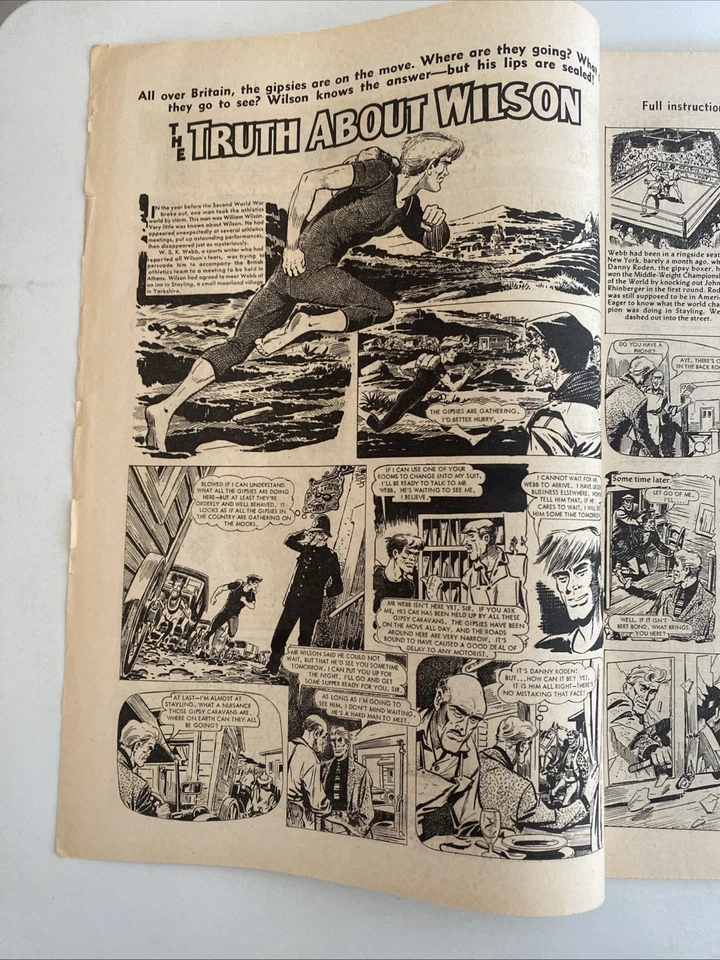 All over Britain, the gipsies are on the move. Where are they going?
they go to see? Wilson knows the answer—but his lips are sealed!
THE TRUTH ABOUT WILSON
IN the year before the Second World War
broke out, one man took the athletics
world by storm. This man was William Wilson.
Very little was known about Wilson. He had
appeared unexpectedly at several athletics
meetings, put up astounding performances,
then disappeared just as mysteriously.
W. S. K. Webb, a sports writer who had
reported all Wilson's feats, was trying to
persuade him to accompany the British
athletics team to a meeting to be held in
Athens. Wilson had agreed to meet Webb at
an inn in Stayling, a small moorland village
in Yorkshire.
THE GIPSIES ARE GATHERING.
I'D BETTER HURRY.
BLOWED IF I CAN UNDERSTAND
WHAT ALL THE GIPSIES ARE DOING
HERE—BUT AT LEAST THEY'RE
ORDERLY AND WELL BEHAVED. IT
LOOKS AS IF ALL THE GIPSIES IN
THE COUNTRY ARE GATHERING ON
THE MOORS.
IF I CAN USE ONE OF YOUR
ROOMS TO CHANGE INTO MY SUIT,
I'LL BE READY TO TALK TO MR
WEBB. HE'S WAITING TO SEE ME,
I BELIEVE.
MR WEBB ISN'T HERE YET, SIR. IF YOU ASK
ME, HIS CAR HAS BEEN HELD UP BY ALL THESE
GIPSY CARAVANS. THE GIPSIES HAVE BEEN
ON THE MOVE ALL DAY, AND THE ROADS
AROUND HERE ARE VERY NARROW. IT'S
BOUND TO HAVE CAUSED A GOOD DEAL OF
DELAY TO ANY MOTORIST.
I CANNOT WAIT FOR MR
WEBB TO ARRIVE. I HAVE
BUSINESS ELSEWHERE.
TELL HIM THAT, IF HE
CARES TO WAIT, I WILL
HIM SOME TIME
AT LAST—I'M ALMOST AT
STAYLING. WHAT A NUISANCE
THOSE GIPSY CARAVANS ARE.
WHERE ON EARTH CAN THEY ALL
BE GOING?
MR WILSON SAID HE COULD NOT
WAIT, BUT THAT HE'D SEE YOU SOMETIME
TOMORROW. I CAN PUT YOU UP FOR
THE NIGHT. I'LL GO AND GET
SOME SUPPER READY FOR YOU, SIR.
AS LONG AS I'M GOING TO
SEE HIM, I DON'T MIND WAITING.
HE'S A HARD MAN TO MEET.
IT'S DANNY RODEN!
BUT...HOW CAN IT BE? YET,
IT IS HIM ALL RIGHT—THERE'S
NO MISTAKING THAT FACE!
Full
Webb had been in a ringside
New York, barely a month ago,
Danny Roden, the gipsy boxer,
won the Middle-Weight
of the World by knocking out
Rhinberger in the first round.
was still supposed to be in
Eager to know what the world
pion was doing in Stayling,
dashed out into the street.
DO YOU HAVE A
PHONE?
AYE, THERE'S
IN THE BACK
Some time later.
LET GO OF ME.
I'LL
WELL, IF IT ISN'T
BERT BOND. WHAT BRINGS
YOU HERE?